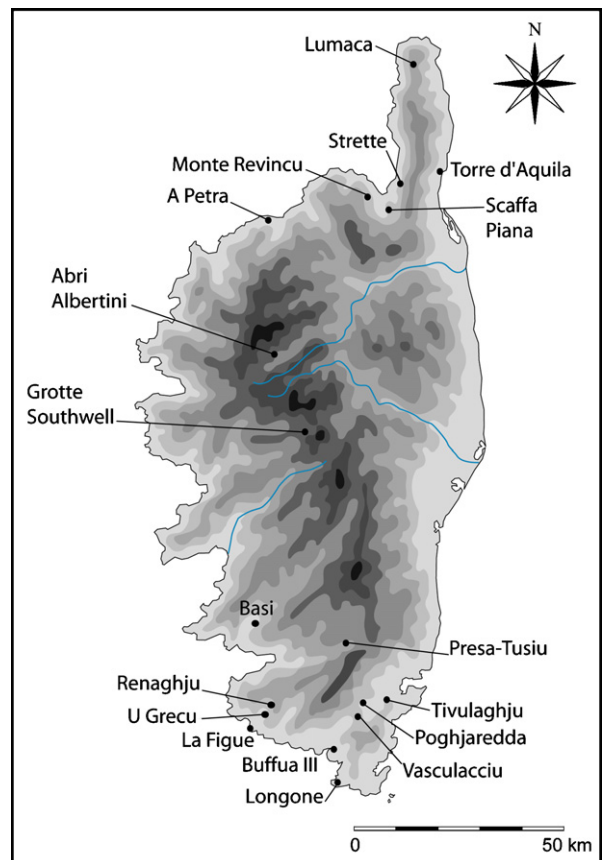 N
Lumaca
Strette
Monte Revincu
Torre d'Aquila
A Petra
Scaffa
Piana
Abri
Albertini
Grotte
Southwell
Basi
Presa-Tusiu
Renaghju
Tivulaghju
U Grecu
Poghjaredda
La Figue
Buffua III
Vasculacciu
Longone
0 50 km